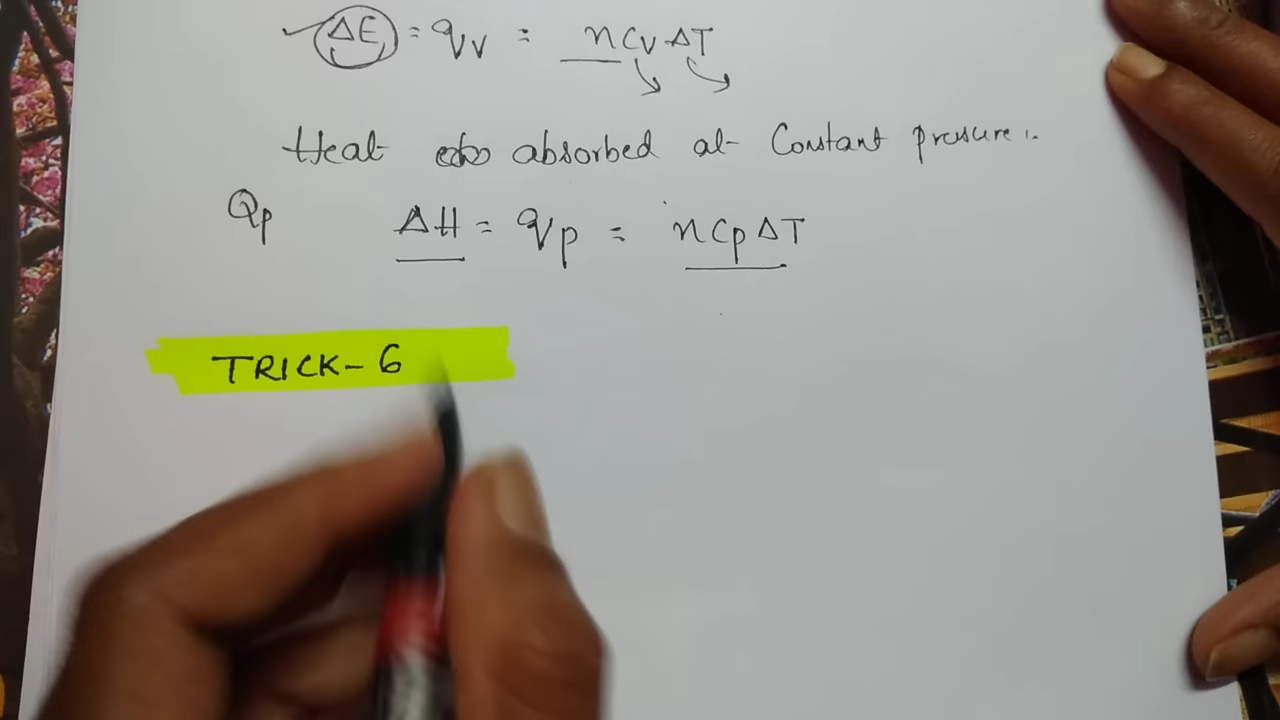 ΔE = qv = nCvΔT
Heat absorbed at Constant pressure :.
Qp ΔH = qp = nCpΔT
TRICK-6